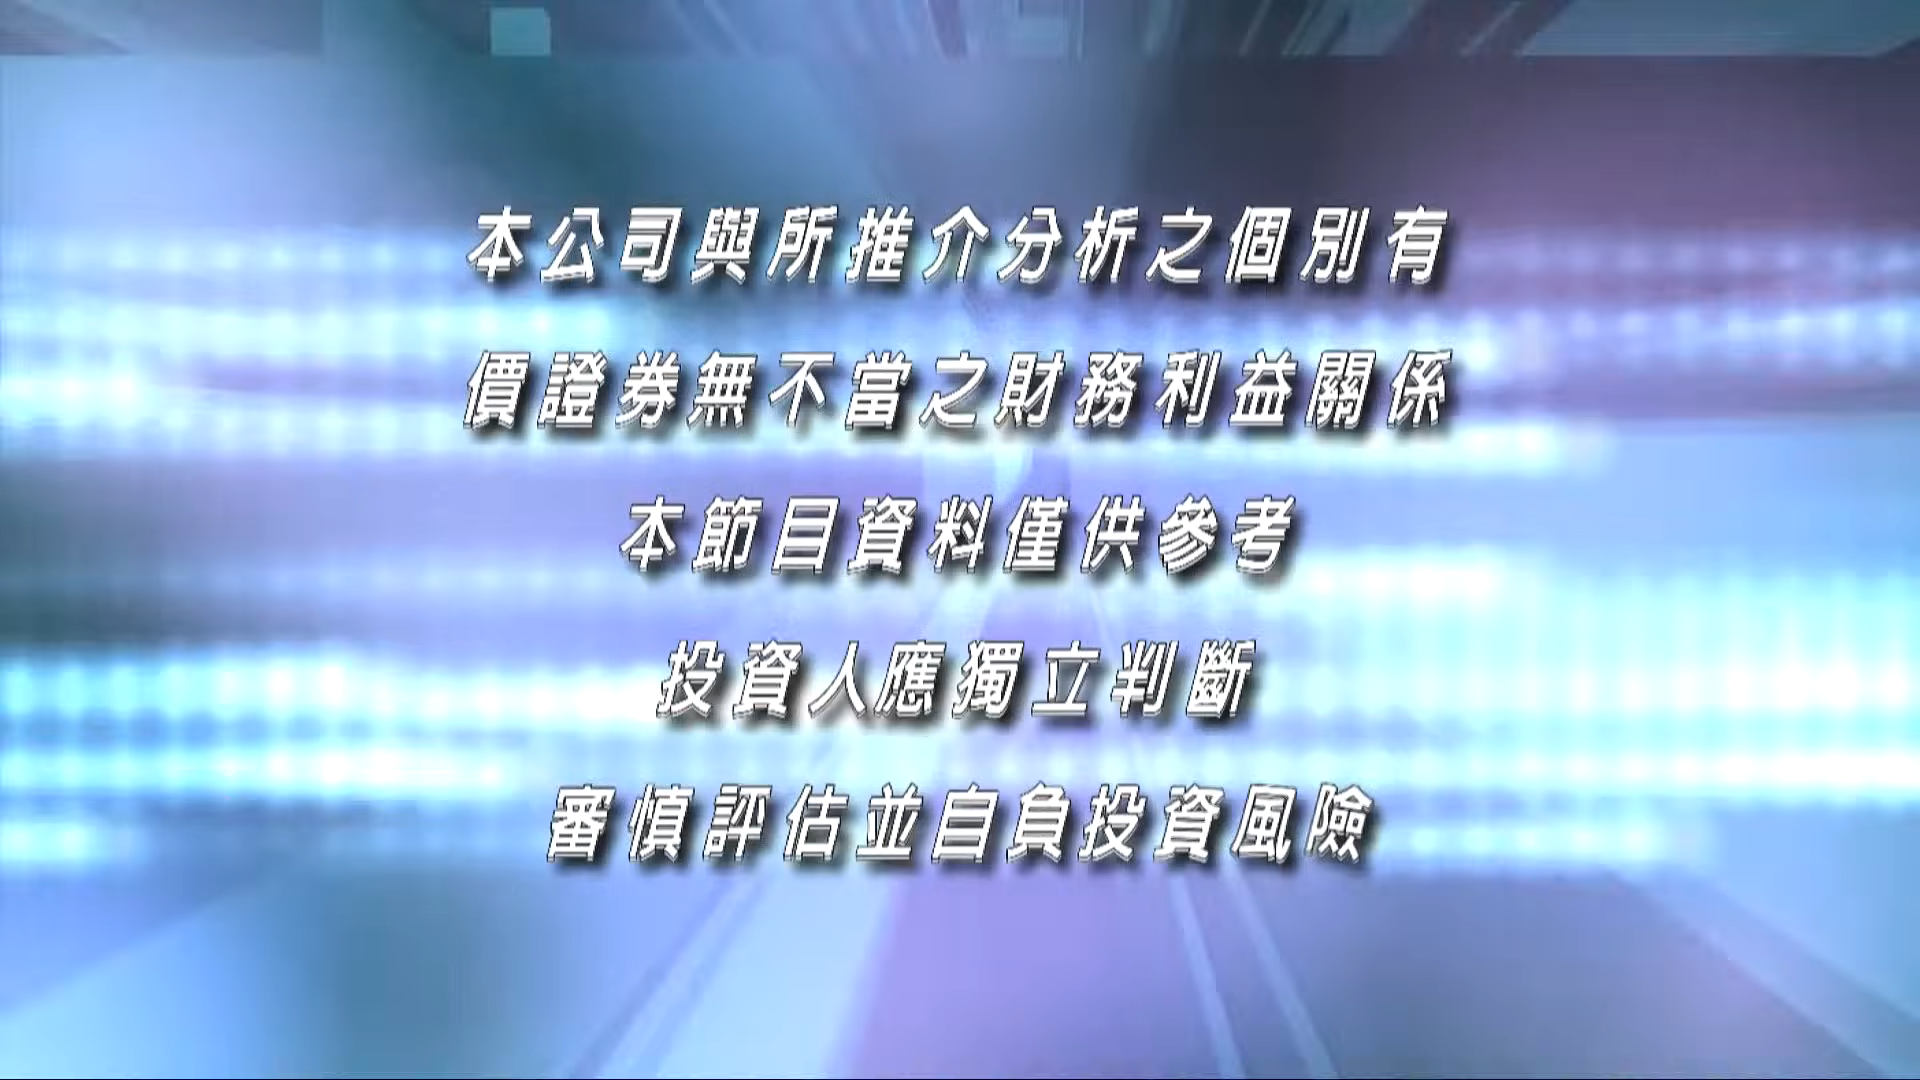 本公司與所推介分析之個別有
價證券無不當之財務利益關係
本節目資料僅供參考
投資人應獨立判斷
審慎評估並自負投資風險